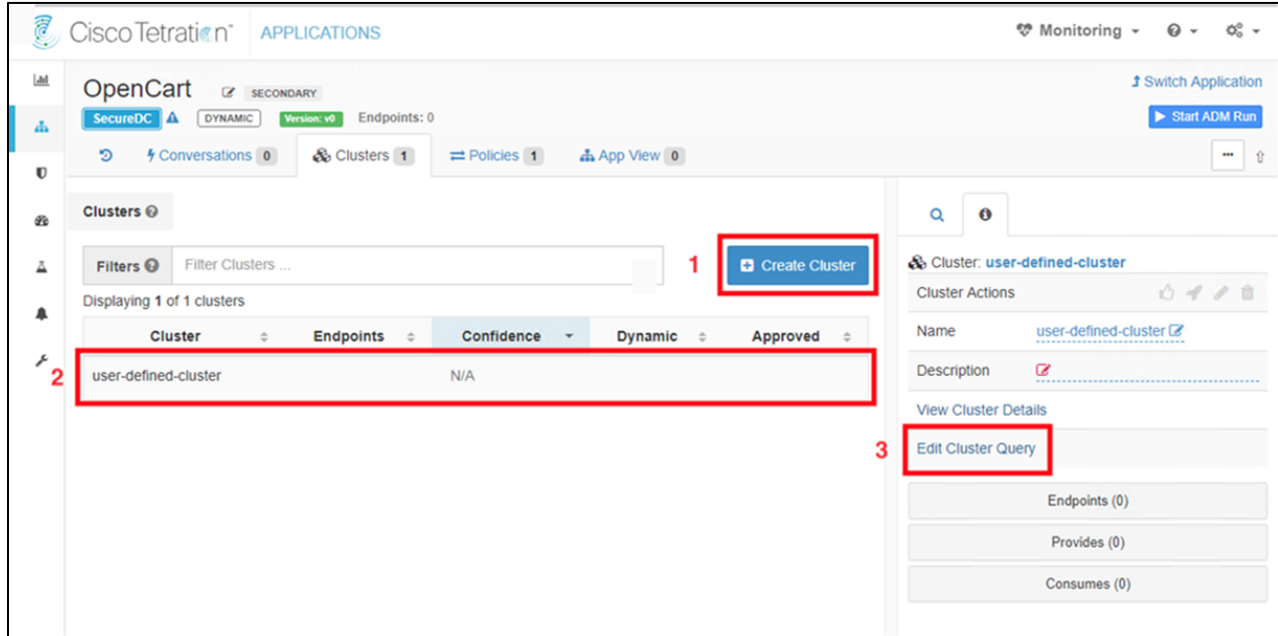 Cisco Tetration™ APPLICATIONS Monitoring
OpenCart SECONDARY Switch Application
SecureDC DYNAMIC Version: v0 Endpoints: 0 Start ADM Run
Conversations 0 Clusters 1 Policies 1 App View 0
Clusters
Filters Filter Clusters ... 1 Create Cluster
Displaying 1 of 1 clusters
Cluster Endpoints Confidence Dynamic Approved
2 user-defined-cluster N/A
Cluster: user-defined-cluster
Cluster Actions
Name user-defined-cluster
Description
View Cluster Details
3 Edit Cluster Query
Endpoints (0)
Provides (0)
Consumes (0)